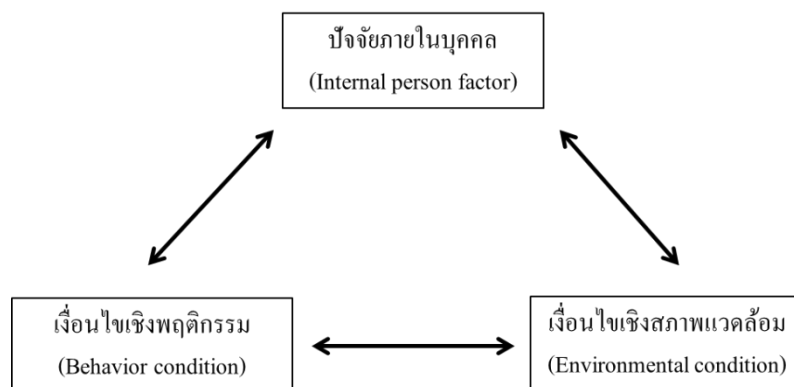 ปัจจัยภายในบุคคล
(Internal person factor)
เงื่อนไขเชิงพฤติกรรม
(Behavior condition)
เงื่อนไขเชิงสภาพแวดล้อม
(Environmental condition)